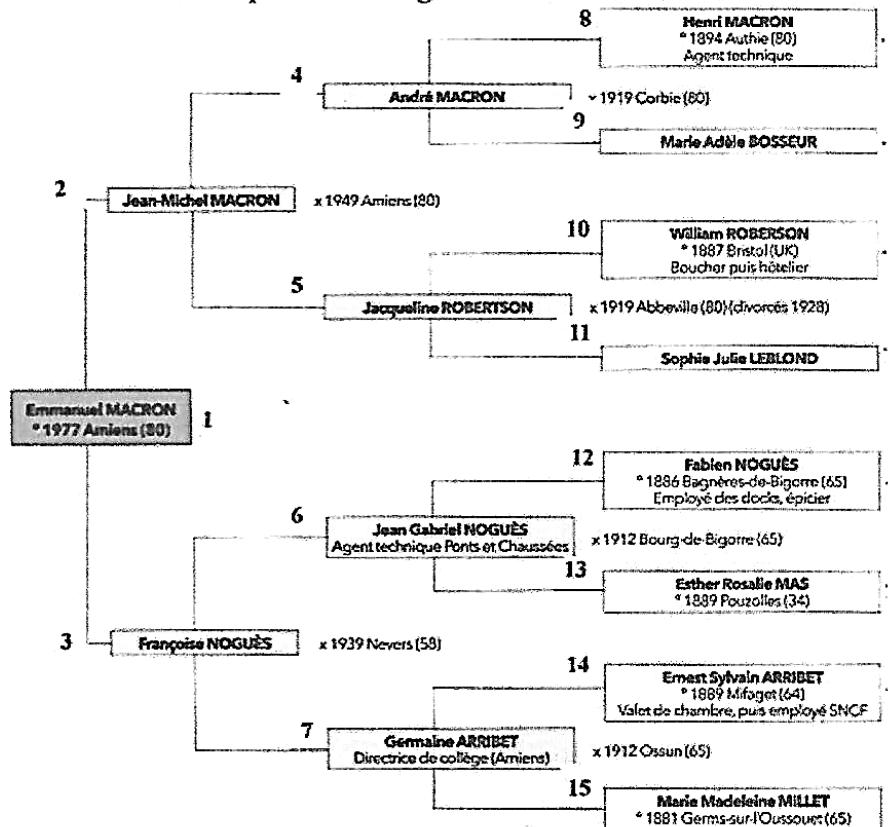 8
Henri MACRON
° 1894 Authie (80)
Agent technique
4
André MACRON
x 1919 Corbie (80)
9
Marie Adèle BOSSEUR
2
Jean-Michel MACRON
x 1949 Amiens (80)
10
William ROBERSON
° 1887 Bristol (UK)
Boucher puis hôtelier
5
Jacqueline ROBERTSON
x 1919 Abbeville (80) (divorcés 1928)
11
Sophie Julie LEBLOND
Emmanuel MACRON
° 1977 Amiens (80)
1
12
Fabien NOGUÈS
° 1886 Bagnères-de-Bigorre (65)
Employé des docks, épicier
6
Jean Gabriel NOGUÈS
Agent technique Ponts et Chaussées
x 1912 Bourg-de-Bigorre (65)
13
Esther Rosalie MAS
° 1889 Pouzolles (34)
3
Françoise NOGUÈS
x 1939 Nevers (58)
14
Ernest Sylvain ARRIBET
° 1889 Mifaget (64)
Valet de chambre, puis employé SNCF
7
Germaine ARRIBET
Directrice de collège (Amiens)
x 1912 Ossun (65)
15
Marie Madeleine MILLET
° 1881 Germs-sur-l'Oussouet (65)